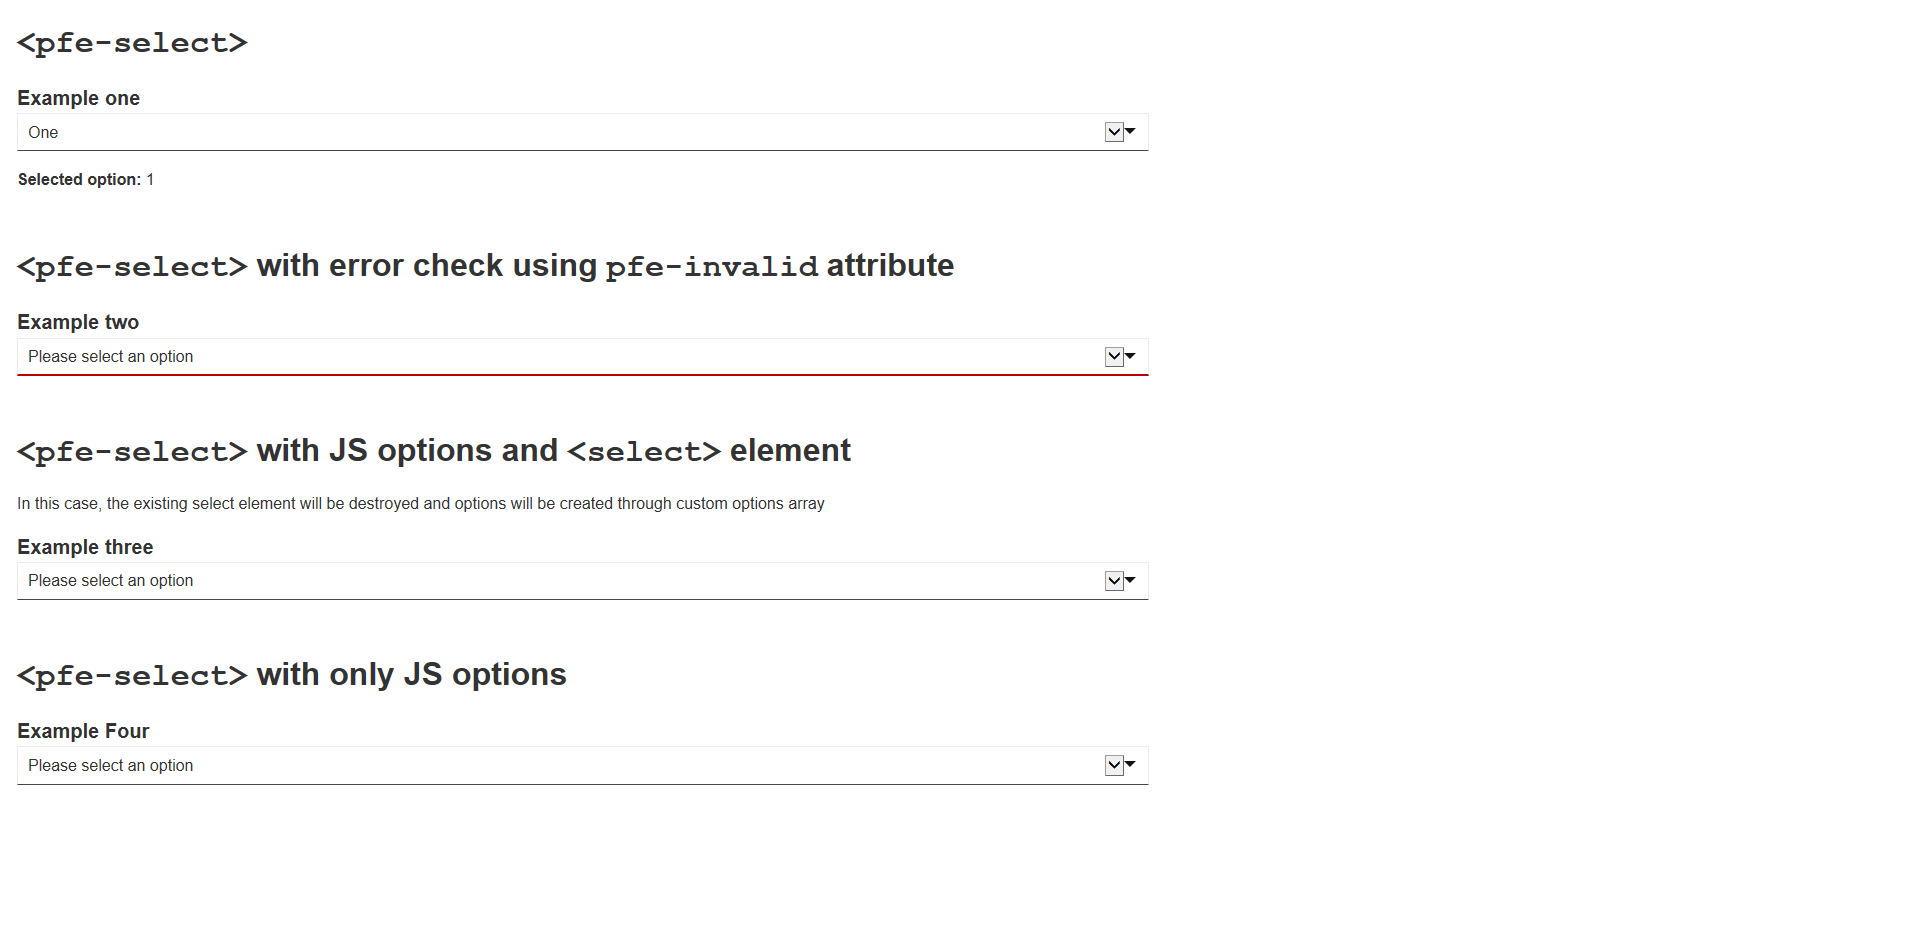 <pfe-select>
Example one
One
Selected option: 1
<pfe-select> with error check using pfe-invalid attribute
Example two
Please select an option
<pfe-select> with JS options and <select> element
In this case, the existing select element will be destroyed and options will be created through custom options array
Example three
Please select an option
<pfe-select> with only JS options
Example Four
Please select an option